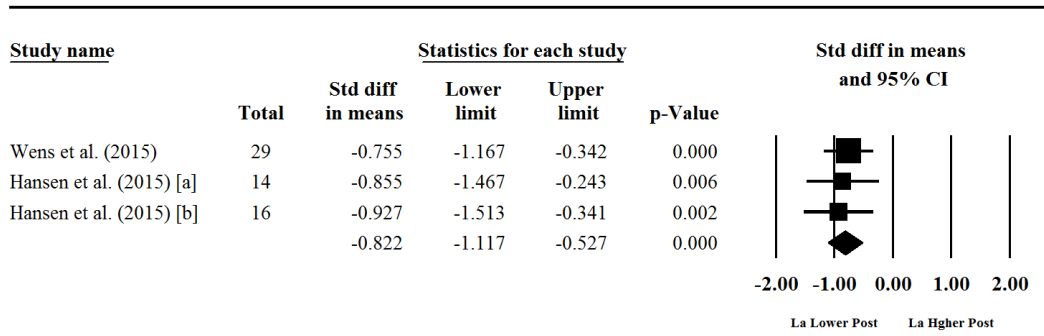 Study name Statistics for each study Std diff in means
and 95% CI
Std diff Lower Upper
Total in means limit limit p-Value
Wens et al. (2015) 29 -0.755 -1.167 -0.342 0.000
Hansen et al. (2015) [a] 14 -0.855 -1.467 -0.243 0.006
Hansen et al. (2015) [b] 16 -0.927 -1.513 -0.341 0.002
-0.822 -1.117 -0.527 0.000
-2.00 -1.00 0.00 1.00 2.00
La Lower Post La Hgher Post